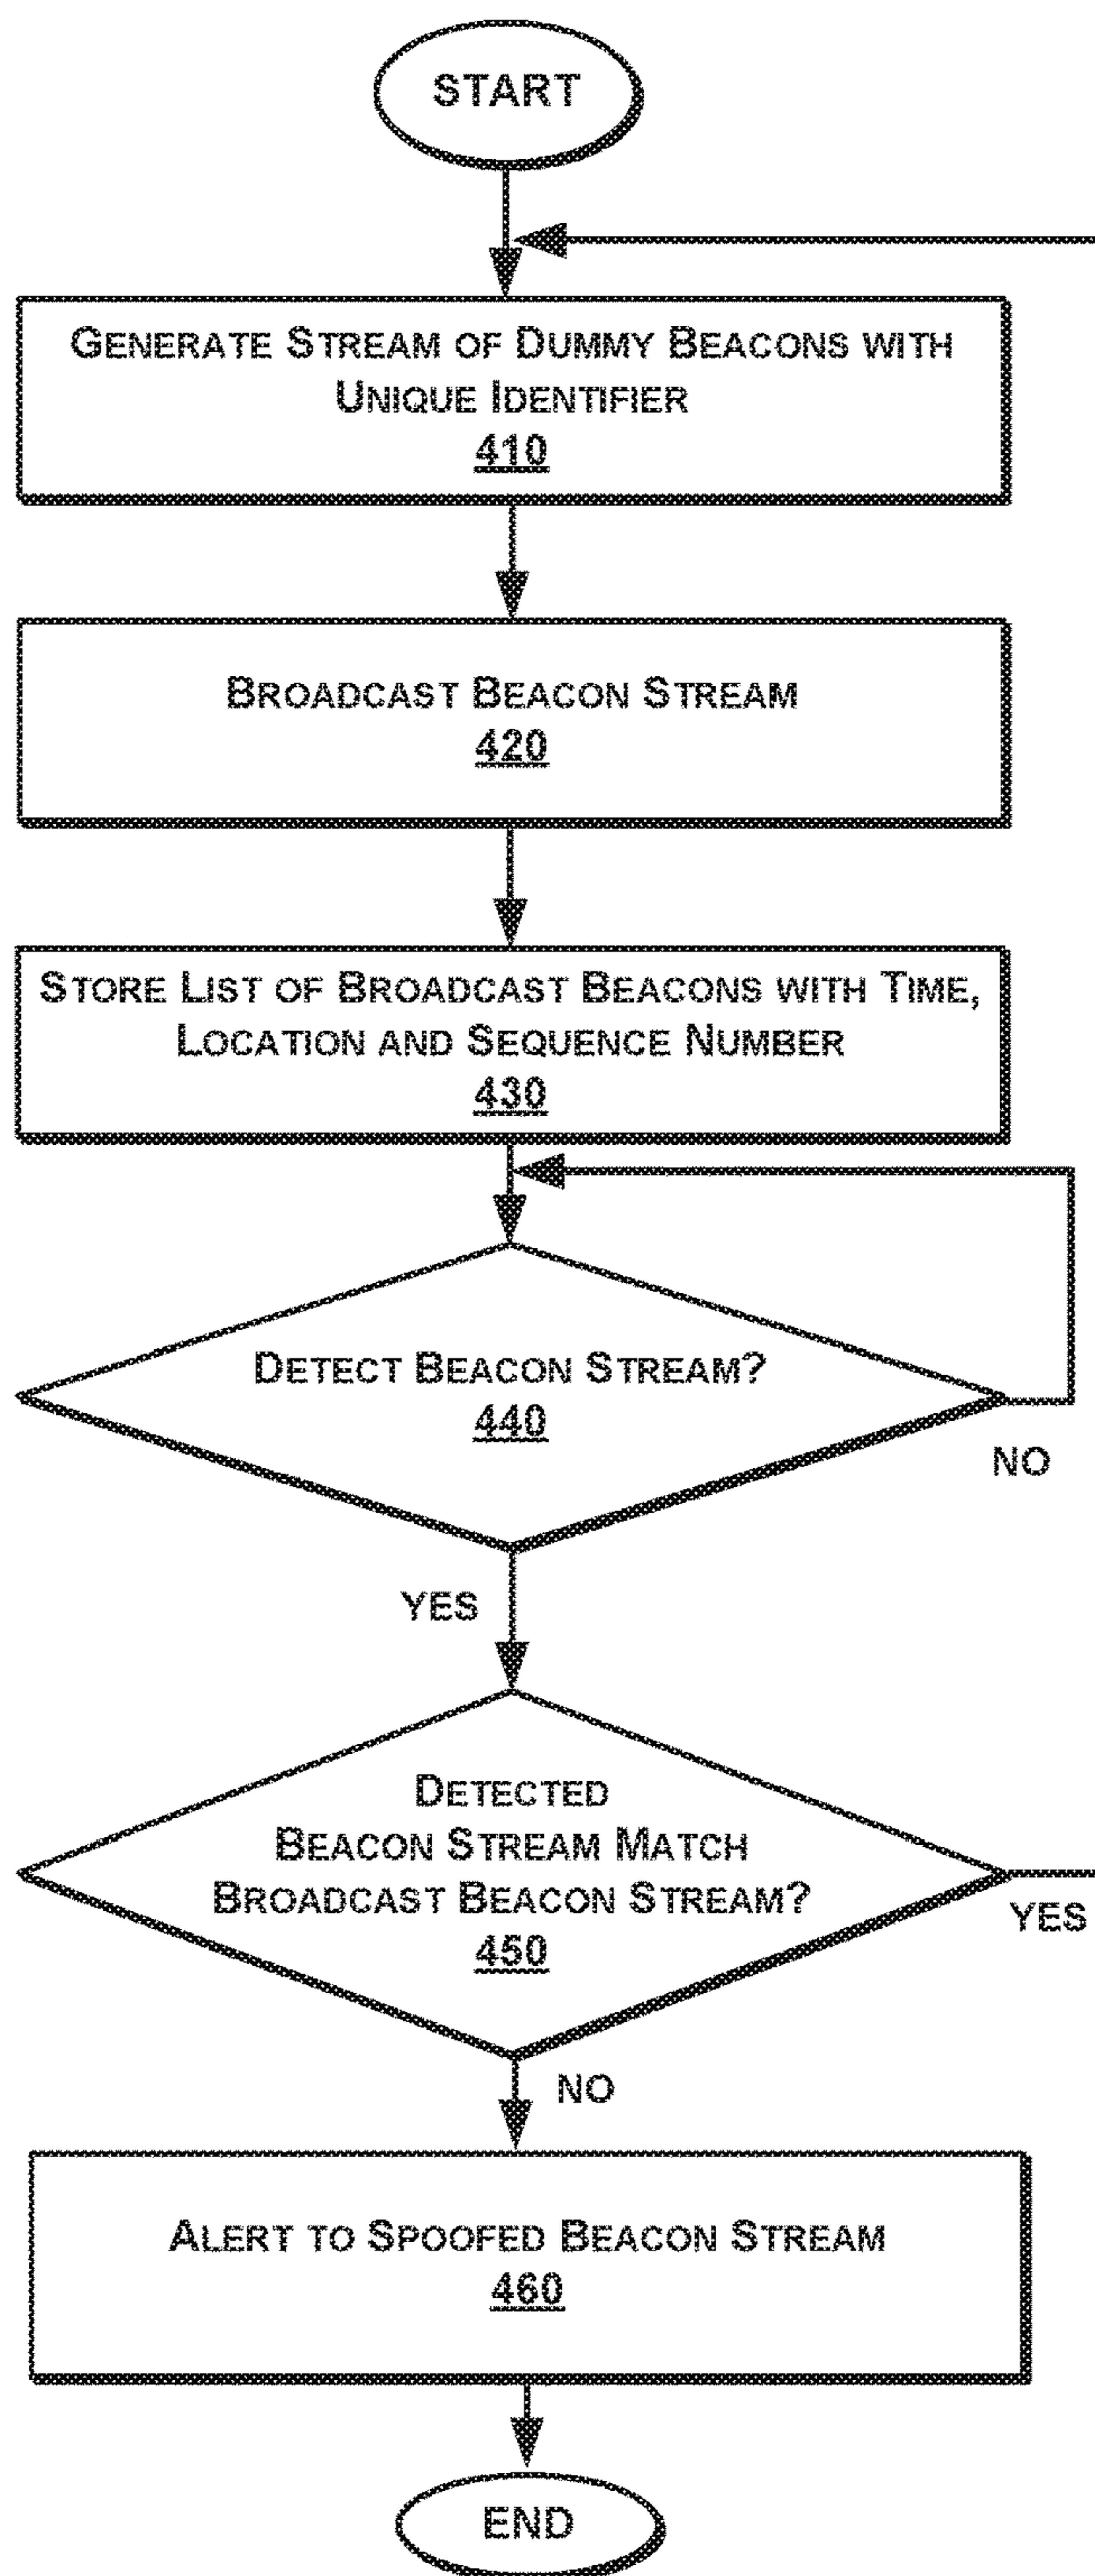 START
GENERATE STREAM OF DUMMY BEACONS WITH
UNIQUE IDENTIFIER
410
BROADCAST BEACON STREAM
420
STORE LIST OF BROADCAST BEACONS WITH TIME,
LOCATION AND SEQUENCE NUMBER
430
DETECT BEACON STREAM?
440
NO
YES
DETECTED
BEACON STREAM MATCH
BROADCAST BEACON STREAM?
450
YES
NO
ALERT TO SPOOFED BEACON STREAM
460
END